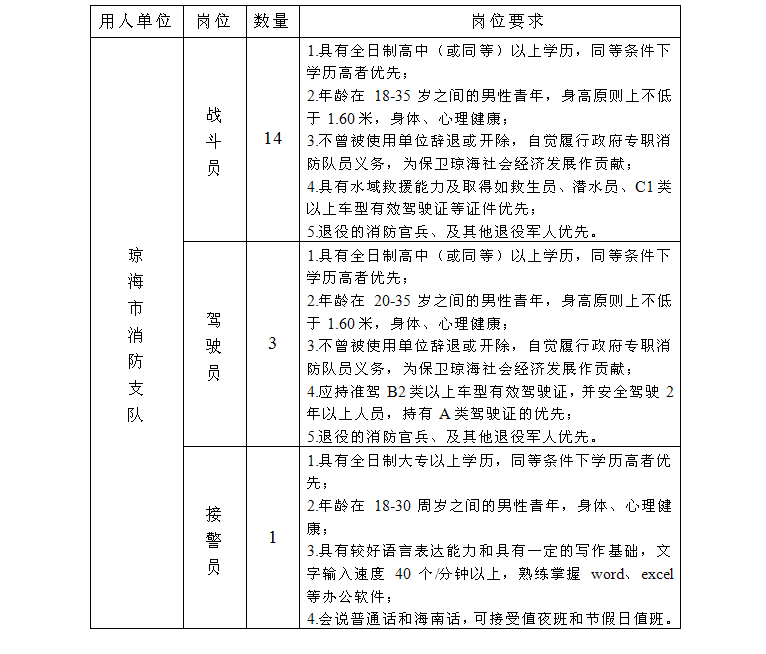 用人单位 岗位 数量 岗位要求
琼海市消防支队
战斗员
14
1.具有全日制高中（或同等）以上学历，同等条件下
学历高者优先；
2.年龄在 18-35 岁之间的男性青年，身高原则上不低
于 1.60 米，身体、心理健康；
3.不曾被使用单位辞退或开除，自觉履行政府专职消
防队员义务，为保卫琼海社会经济发展作贡献；
4.具有水域救援能力及取得如救生员、潜水员、C1 类
以上车型有效驾驶证等证件优先；
5.退役的消防官兵、及其他退役军人优先。
驾驶员
3
1.具有全日制高中（或同等）以上学历，同等条件下
学历高者优先；
2.年龄在 20-35 岁之间的男性青年，身高原则上不低
于 1.60 米，身体、心理健康；
3.不曾被使用单位辞退或开除，自觉履行政府专职消
防队员义务，为保卫琼海社会经济发展作贡献；
4.应持准驾 B2 类以上车型有效驾驶证，并安全驾驶 2
年以上人员，持有 A 类驾驶证的优先；
5.退役的消防官兵、及其他退役军人优先。
接警员
1
1.具有全日制大专以上学历，同等条件下学历高者优
先；
2.年龄在 18-30 周岁之间的男性青年，身体、心理健
康；
3.具有较好语言表达能力和具有一定的写作基础，文
字输入速度 40 个/分钟以上，熟练掌握 word、excel
等办公软件；
4.会说普通话和海南话，可接受值夜班和节假日值班。